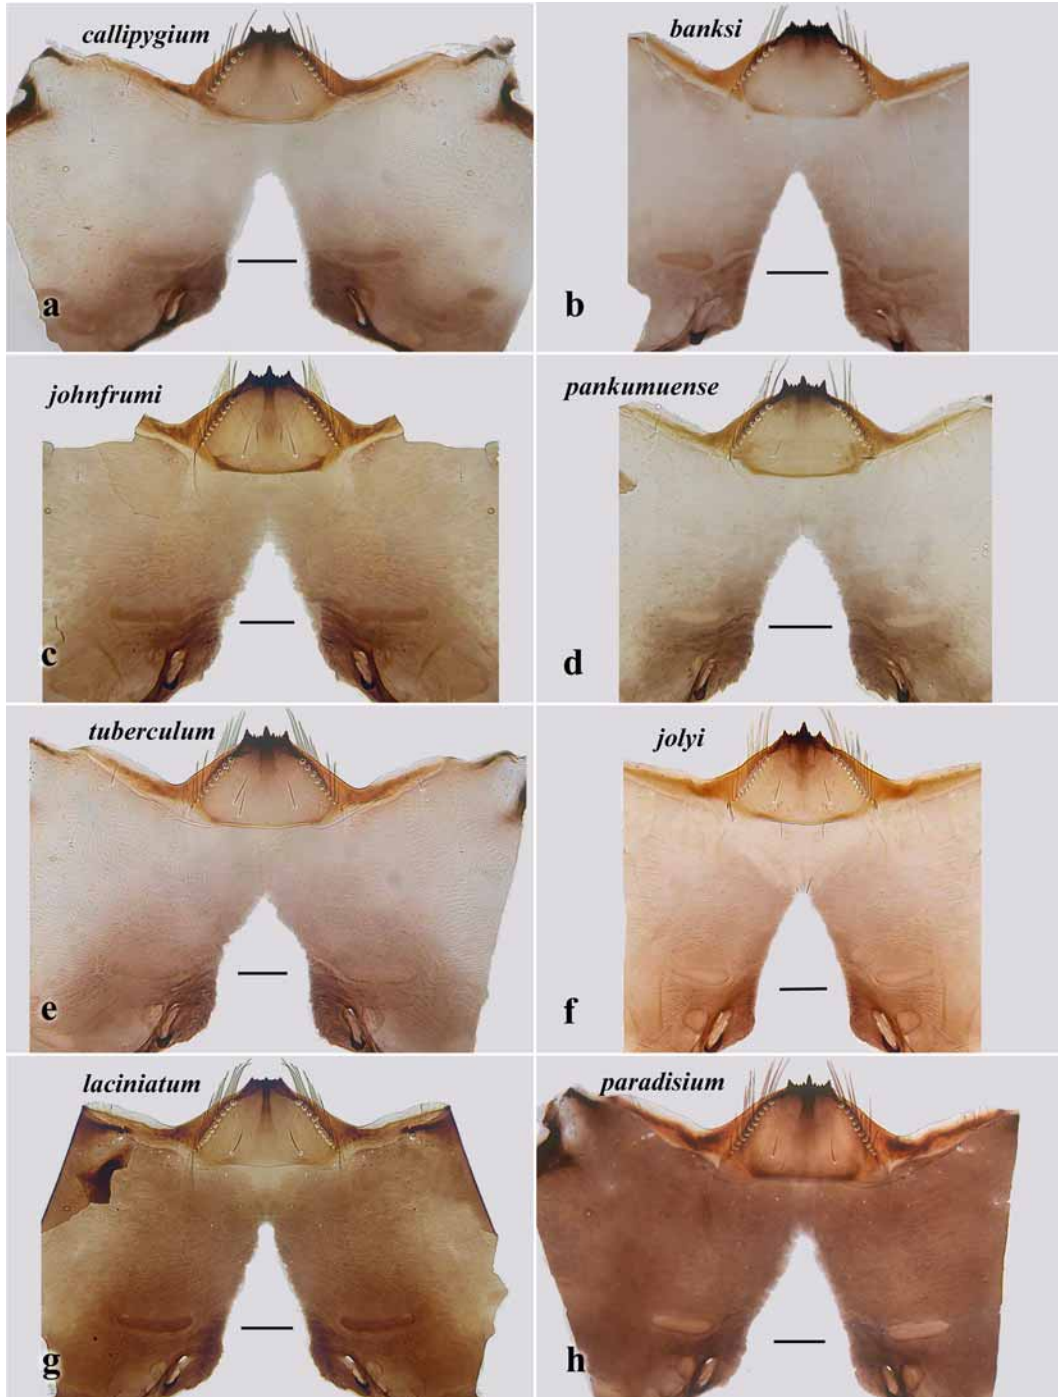 callipygium
a
banksi
b
johnfrumi
c
pankumuense
d
tuberculum
e
jolyi
f
laciniatum
g
paradisium
h